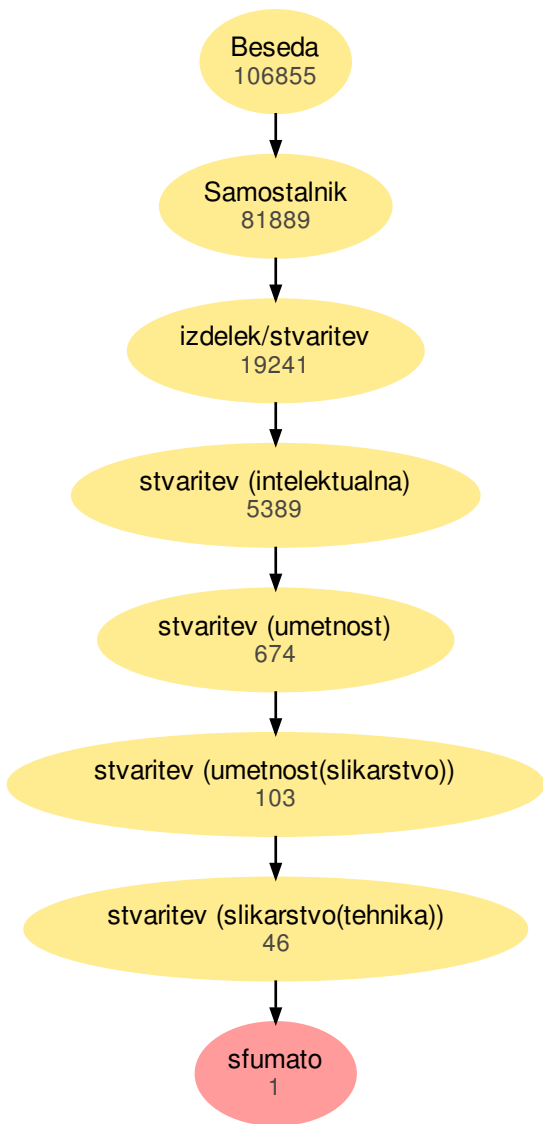 Beseda
106855
Samostalnik
81889
izdelek/stvaritev
19241
stvaritev (intelektualna)
5389
stvaritev (umetnost)
674
stvaritev (umetnost(slikarstvo))
103
stvaritev (slikarstvo(tehnika))
46
sfumato
1